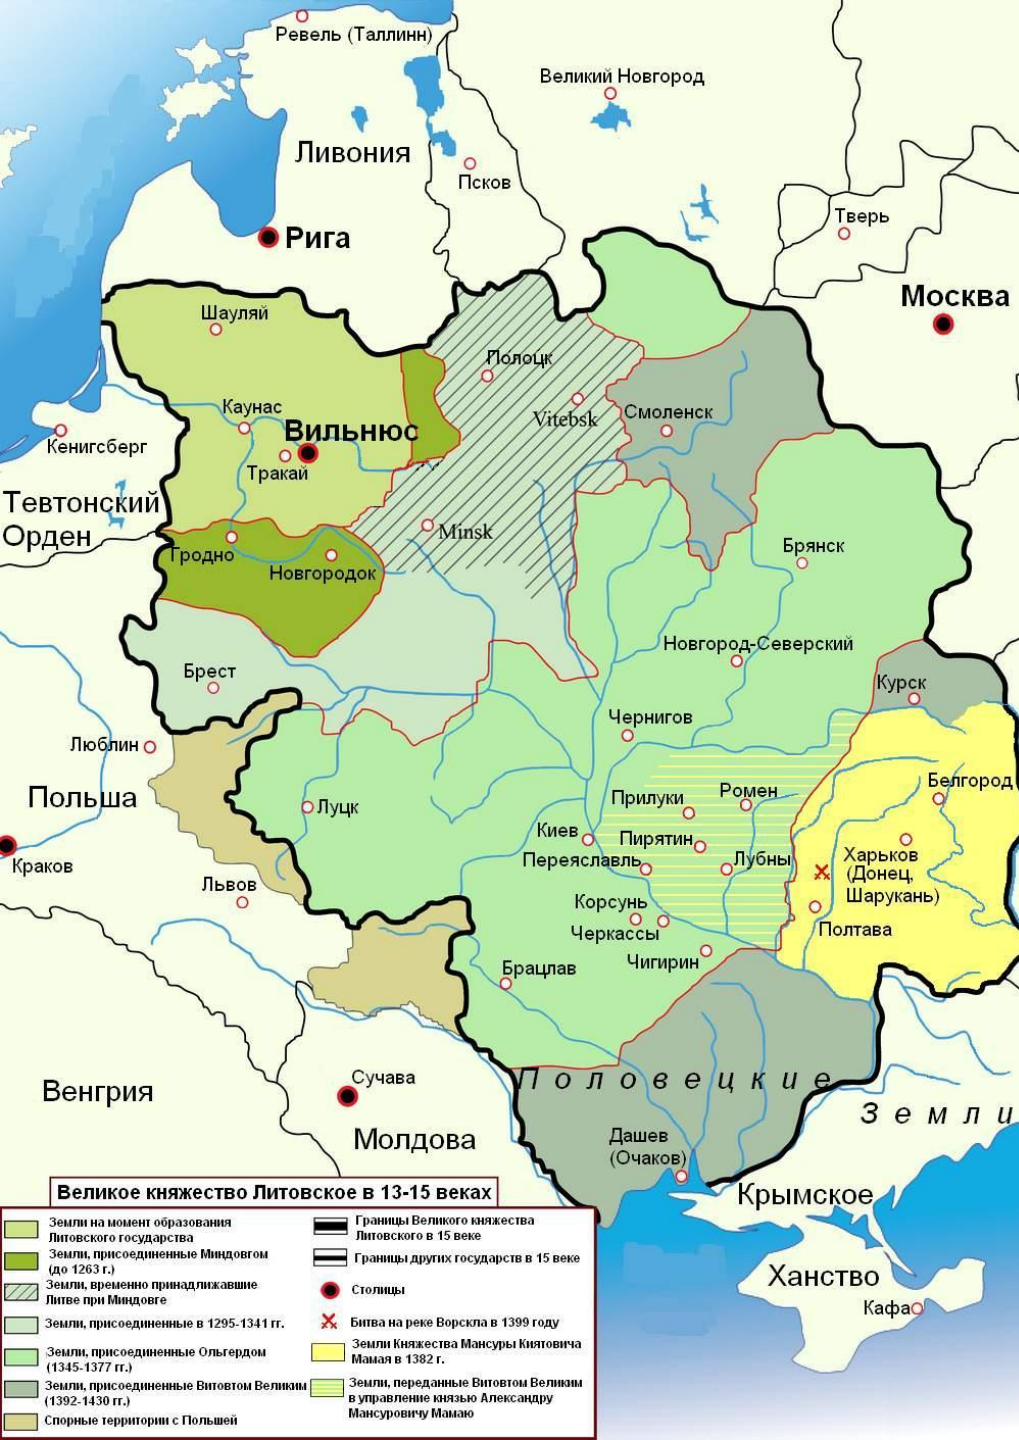 Ревель (Таллинн)
Великий Новгород
Ливония
Псков
Тверь
Рига
Москва
Шауляй
Полоцк
Каунас
Vitebsk
Смоленск
Вильнюс
Кенигсберг
Тракай
Тевтонский
Орден
Minsk
Гродно
Брянск
Новгородок
Новгород-Северский
Брест
Курск
Чернигов
Люблин
Белгород
Польша
Прилуки
Ромен
Луцк
Киев
Пирятин
Переяславль
Лубны
Харьков
(Донец,
Шарукань)
Краков
Львов
Корсунь
Черкассы
Полтава
Чигирин
Брацлав
Сучава
Половецкие
Венгрия
Земли
Молдова
Дашев
(Очаков)
Крымское
Ханство
Кафа
Великое княжество Литовское в 13-15 веках
Земли на момент образования
Литовского государства
Земли, присоединенные Миндовгом
(до 1263 г.)
Земли, временно принадлижавшие
Литве при Миндовге
Земли, присоединенные в 1295-1341 гг.
Земли, присоединенные Ольгердом
(1345-1377 гг.)
Земли, присоединенные Витовтом Великим
(1392-1430 гг.)
Спорные территории с Польшей
Границы Великого княжества
Литовского в 15 веке
Границы других государств в 15 веке
Столицы
Битва на реке Ворскла в 1399 году
Земли Княжества Мансуры Киятовича
Мамая в 1382 г.
Земли, переданные Витовтом Великим
в управление князью Александру
Мансуровичу Мамаю